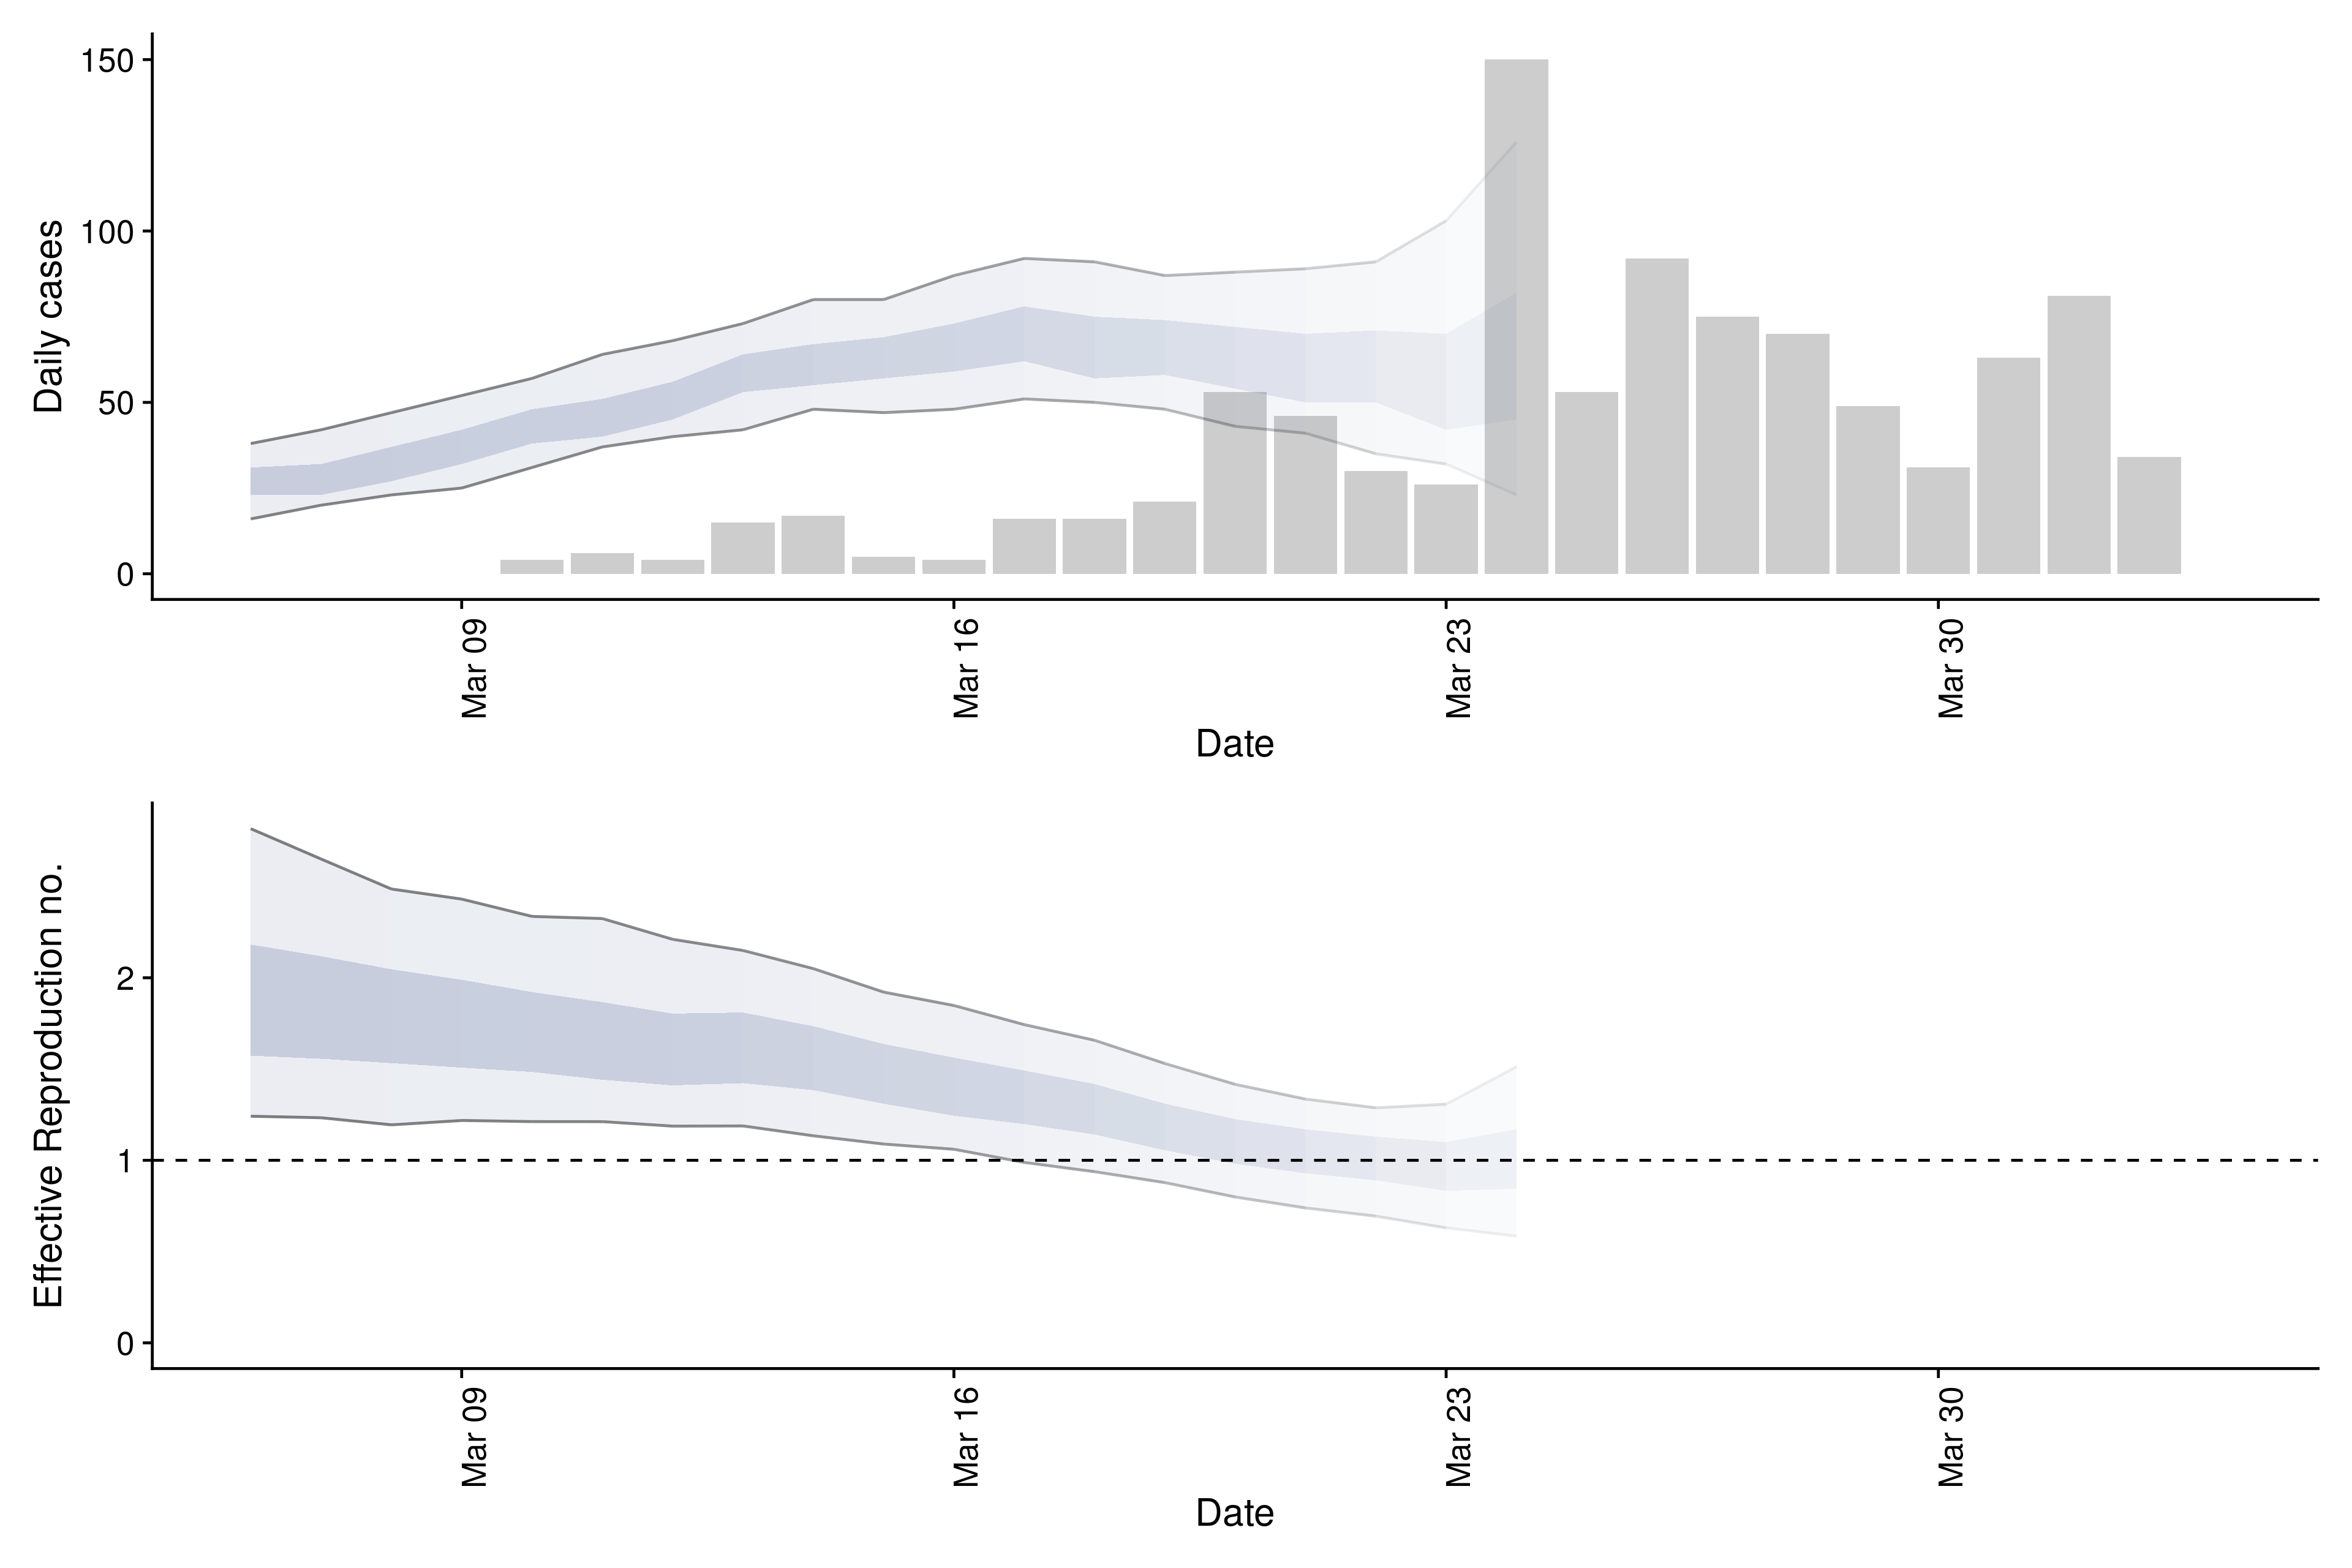 Daily cases
150
100
50
0
Mar 09
Mar 16
Mar 23
Mar 30
Date
Effective Reproduction no.
2
1
0
Mar 09
Mar 16
Mar 23
Mar 30
Date